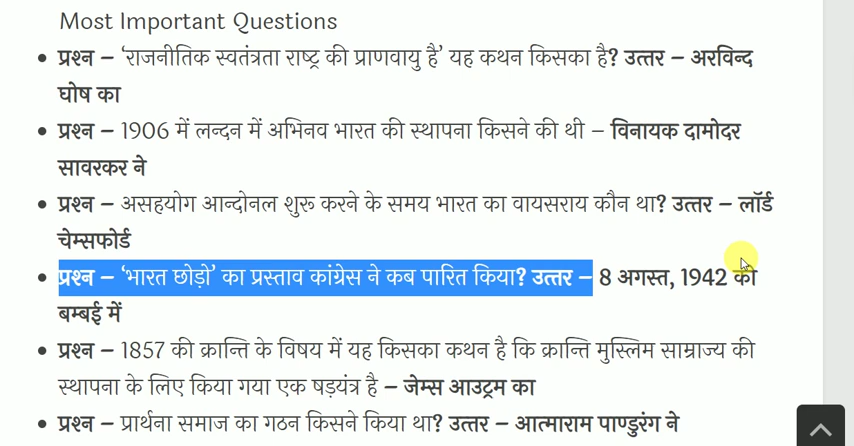 Most Important Questions
• प्रश्न – ‘राजनीतिक स्वतंत्रता राष्ट्र की प्राणवायु है’ यह कथन किसका है? उत्तर – अरविन्द
घोष का
• प्रश्न – 1906 में लन्दन में अभिनव भारत की स्थापना किसने की थी – विनायक दामोदर
सावरकर ने
• प्रश्न – असहयोग आन्दोनल शुरू करने के समय भारत का वायसराय कौन था? उत्तर – लॉर्ड
चेम्सफोर्ड
• प्रश्न – ‘भारत छोड़ो’ का प्रस्ताव कांग्रेस ने कब पारित किया? उत्तर – 8 अगस्त, 1942 को
बम्बई में
• प्रश्न – 1857 की क्रान्ति के विषय में यह किसका कथन है कि क्रान्ति मुस्लिम साम्राज्य की
स्थापना के लिए किया गया एक षड़यंत्र है – जेम्स आउट्रम का
• प्रश्न – प्रार्थना समाज का गठन किसने किया था? उत्तर – आत्माराम पाण्डुरंग ने